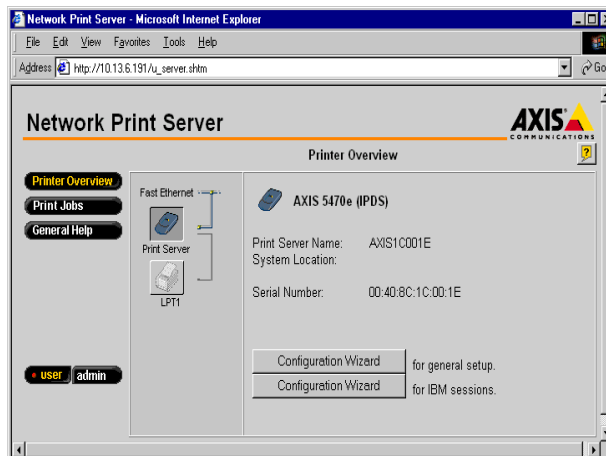 Network Print Server - Microsoft Internet Explorer
File Edit View Favorites Tools Help
Address http://10.13.6.191/u_server.shtm Go
Network Print Server
AXIS
COMMUNICATIONS
Printer Overview
?
Printer Overview
Print Jobs
General Help
Fast Ethernet
Print Server
LPT1
AXIS 5470e (IPDS)
Print Server Name: AXIS1C001E
System Location:
Serial Number: 00:40:8C:1C:00:1E
Configuration Wizard for general setup.
Configuration Wizard for IBM sessions.
user admin